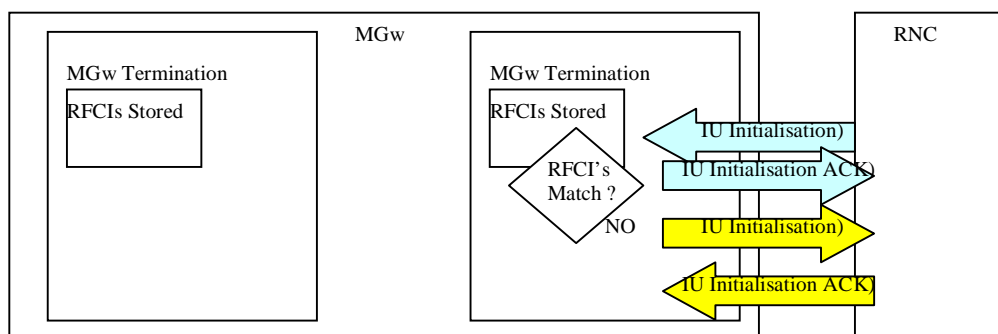 MGw
RNC
MGw Termination
RFCIs Stored
MGw Termination
RFCIs Stored
IU Initialisation)
IU Initialisation ACK)
RFCI's
Match ?
NO
IU Initialisation)
IU Initialisation ACK)